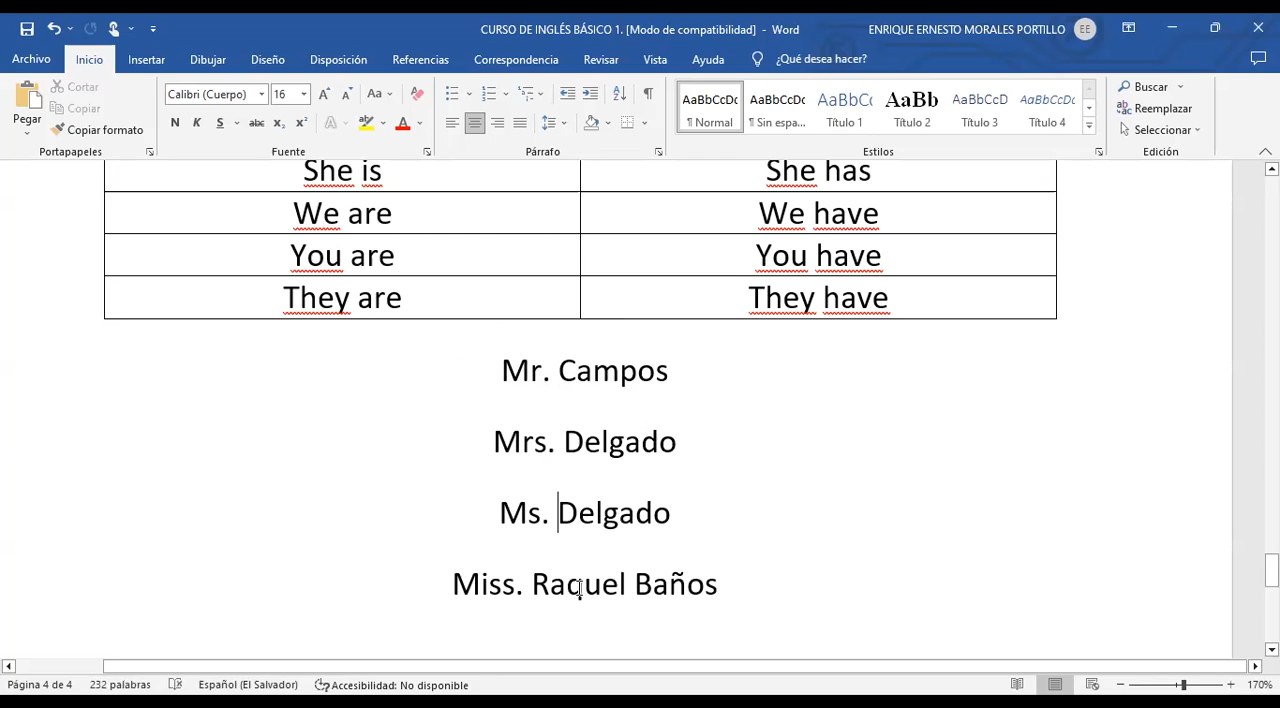 CURSO DE INGLÉS BÁSICO 1. [Modo de compatibilidad] - Word
ENRIQUE ERNESTO MORALES PORTILLO EE
Archivo Inicio Insertar Dibujar Diseño Disposición Referencias Correspondencia Revisar Vista Ayuda ¿Qué desea hacer?
Pegar
Cortar
Copiar
Copiar formato
Portapapeles
Calibri (Cuerpo) 16 A A Aa A
N K S abc x₂ x² A A
Fuente
Párrafo
AaBbCcDc AaBbCcDc AaBbCc AaBb AaBbCcD AaBbCcDc
¶ Normal ¶ Sin espa... Título 1 Título 2 Título 3 Título 4
Estilos
Buscar
Reemplazar
Seleccionar
Edición
She is She has
We are We have
You are You have
They are They have
Mr. Campos
Mrs. Delgado
Ms. Delgado
Miss. Raquel Baños
Página 4 de 4 232 palabras Español (El Salvador) Accesibilidad: No disponible 170%